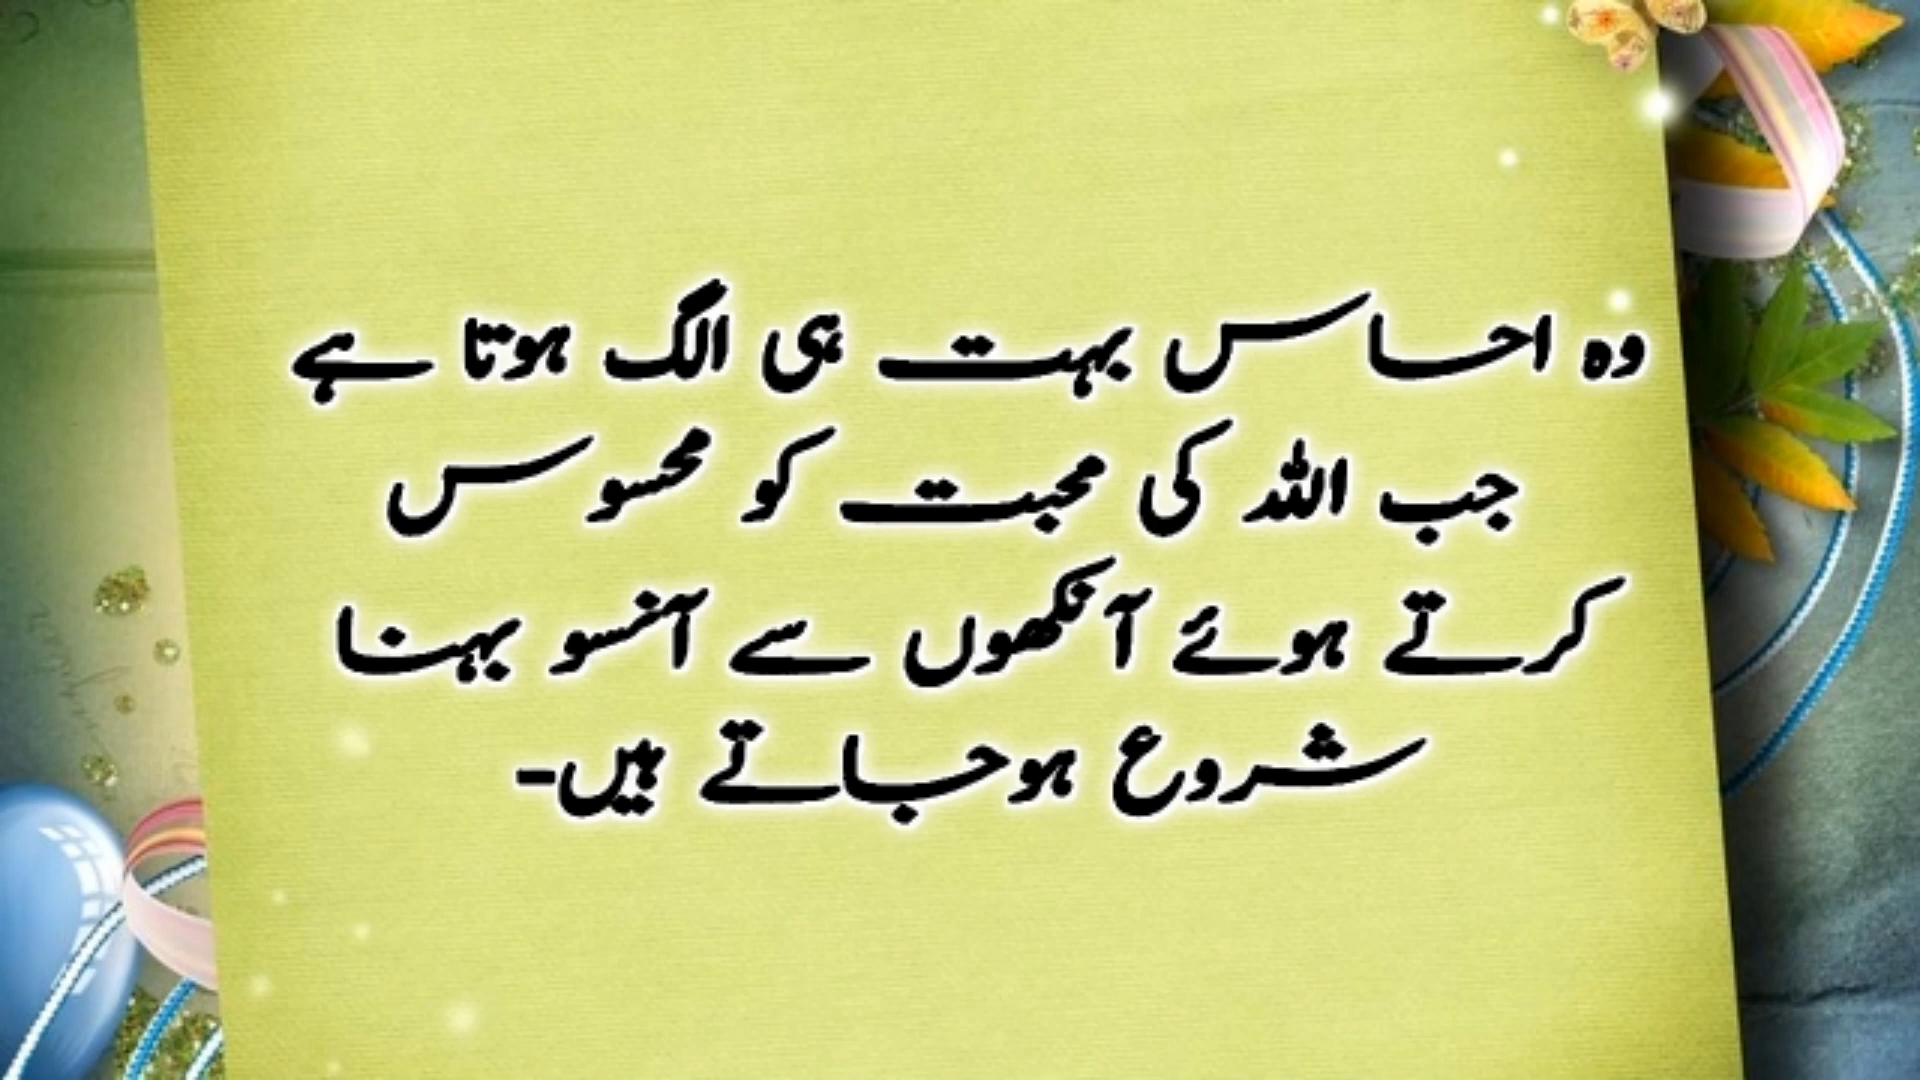 وہ احساس بہت ہی الگ ہوتا ہے
جب اللہ کی محبت کو محسوس
کرتے ہوئے آنکھوں سے آنسو بہنا
شروع ہوجاتے ہیں۔